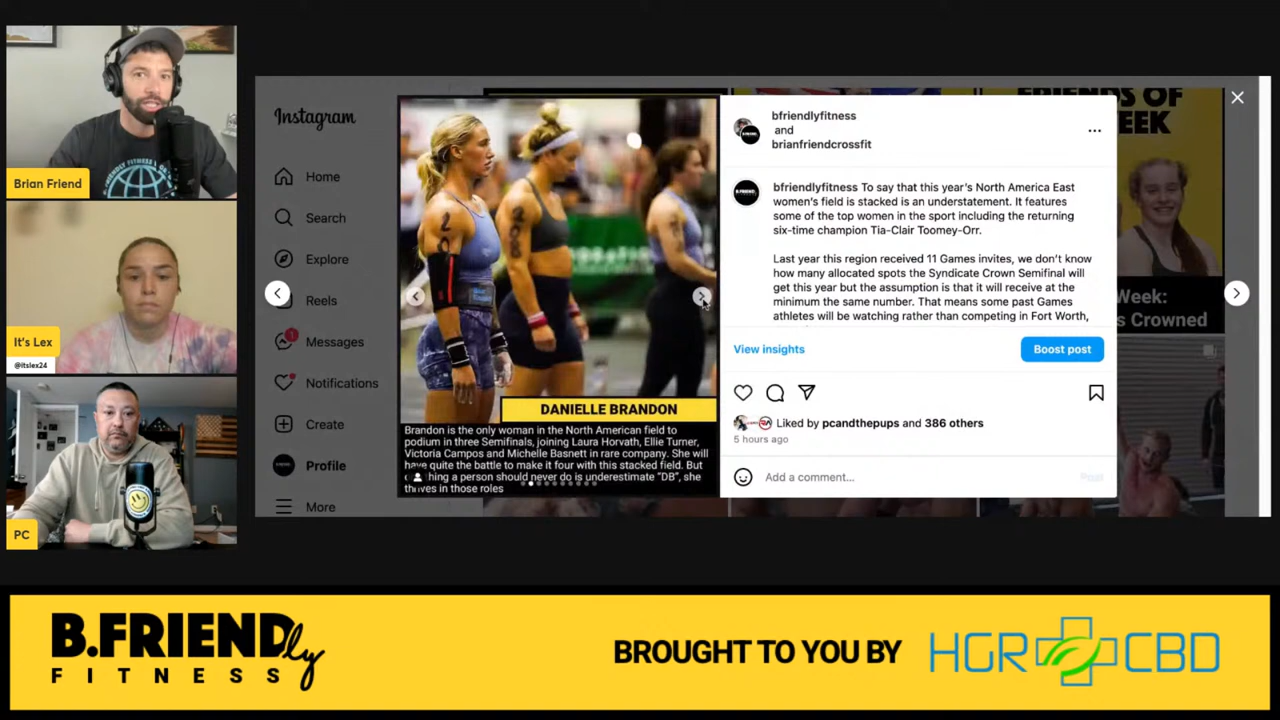 Brian Friend
It's Lex
@itslex24
PC
Instagram
Home
Search
Explore
Reels
1
Messages
Notifications
Create
Profile
More
DANIELLE BRANDON
Brandon is the only woman in the North American field to
podium in three Semifinals, joining Laura Horvath, Ellie Turner,
Victoria Campos and Michelle Basnett in rare company. She will
have quite the battle to make it four with this stacked field. But
hing a person should never do is underestimate "DB", she
thrives in those roles
bfriendlyfitness
and
brianfriendcrossfit
bfriendlyfitness To say that this year's North America East
women's field is stacked is an understatement. It features
some of the top women in the sport including the returning
six-time champion Tia-Clair Toomey-Orr.
Last year this region received 11 Games invites, we don't know
how many allocated spots the Syndicate Crown Semifinal will
get this year but the assumption is that it will receive at the
minimum the same number. That means some past Games
athletes will be watching rather than competing in Fort Worth,
View insights
Boost post
Liked by pcandthepups and 386 others
5 hours ago
Add a comment...
Post
DS OF
EEK
Week:
s Crowned
B.FRIENDly
FITNESS
BROUGHT TO YOU BY
HGR CBD